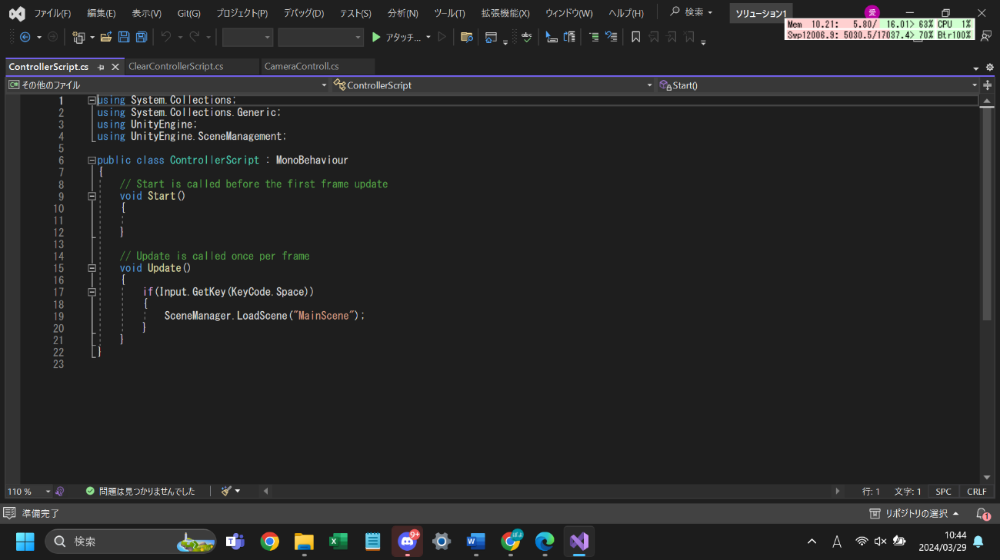 ファイル(F) 編集(E) 表示(V) Git(G) プロジェクト(P) デバッグ(D) テスト(S) 分析(N) ツール(T) 拡張機能(X) ウィンドウ(W) ヘルプ(H) 検索 ソリューション1 愛
Mem 10.21: 5.80/ 16.01> 63% CPU 1%
Swp12006.9: 5030.5/17037.4> 70% Btr100%
アタッチ... abc
ControllerScript.cs ClearControllerScript.cs CameraControll.cs
C# その他のファイル ControllerScript Start()
1 using System.Collections;
2 using System.Collections.Generic;
3 using UnityEngine;
4 using UnityEngine.SceneManagement;
5
6 public class ControllerScript : MonoBehaviour
7 {
8 // Start is called before the first frame update
9 void Start()
10 {
11
12 }
13
14 // Update is called once per frame
15 void Update()
16 {
17 if(Input.GetKey(KeyCode.Space))
18 {
19 SceneManager.LoadScene("MainScene");
20 }
21 }
22 }
23
110 % 問題は見つかりませんでした 行: 1 文字: 1 SPC CRLF
準備完了 リポジトリの選択 1
検索 9+ ぽよ A 10:44
2024/03/29